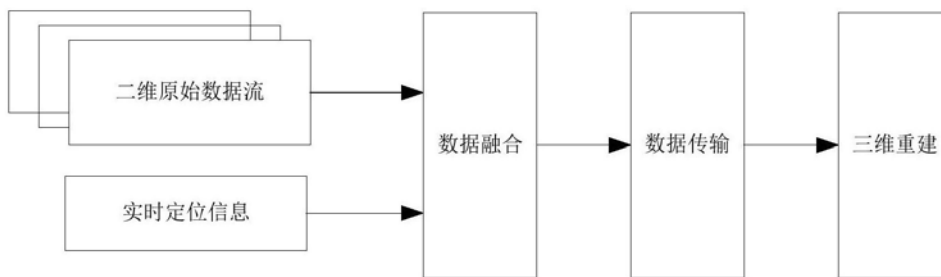 二维原始数据流
实时定位信息
数据融合
数据传输
三维重建